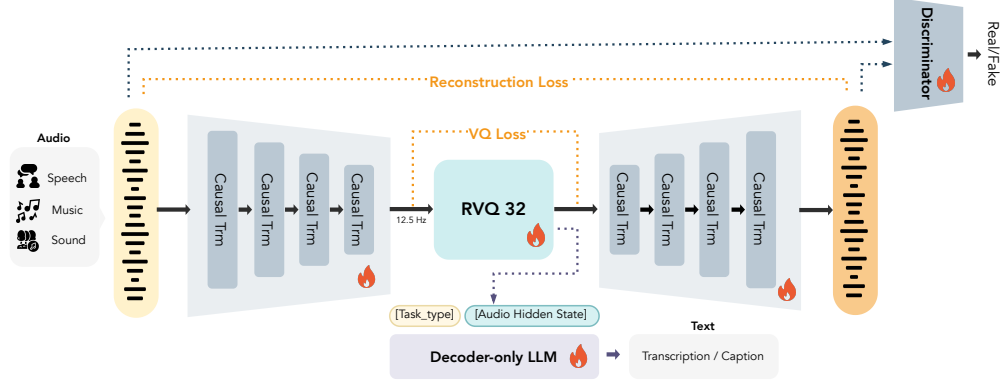 Discriminator
Real/Fake
Reconstruction Loss
Audio
Speech
Music
Sound
Causal Trm
Causal Trm
Causal Trm
Causal Trm
12.5 Hz
VQ Loss
RVQ 32
Causal Trm
Causal Trm
Causal Trm
Causal Trm
[Task_type]
[Audio Hidden State]
Decoder-only LLM
Text
Transcription / Caption